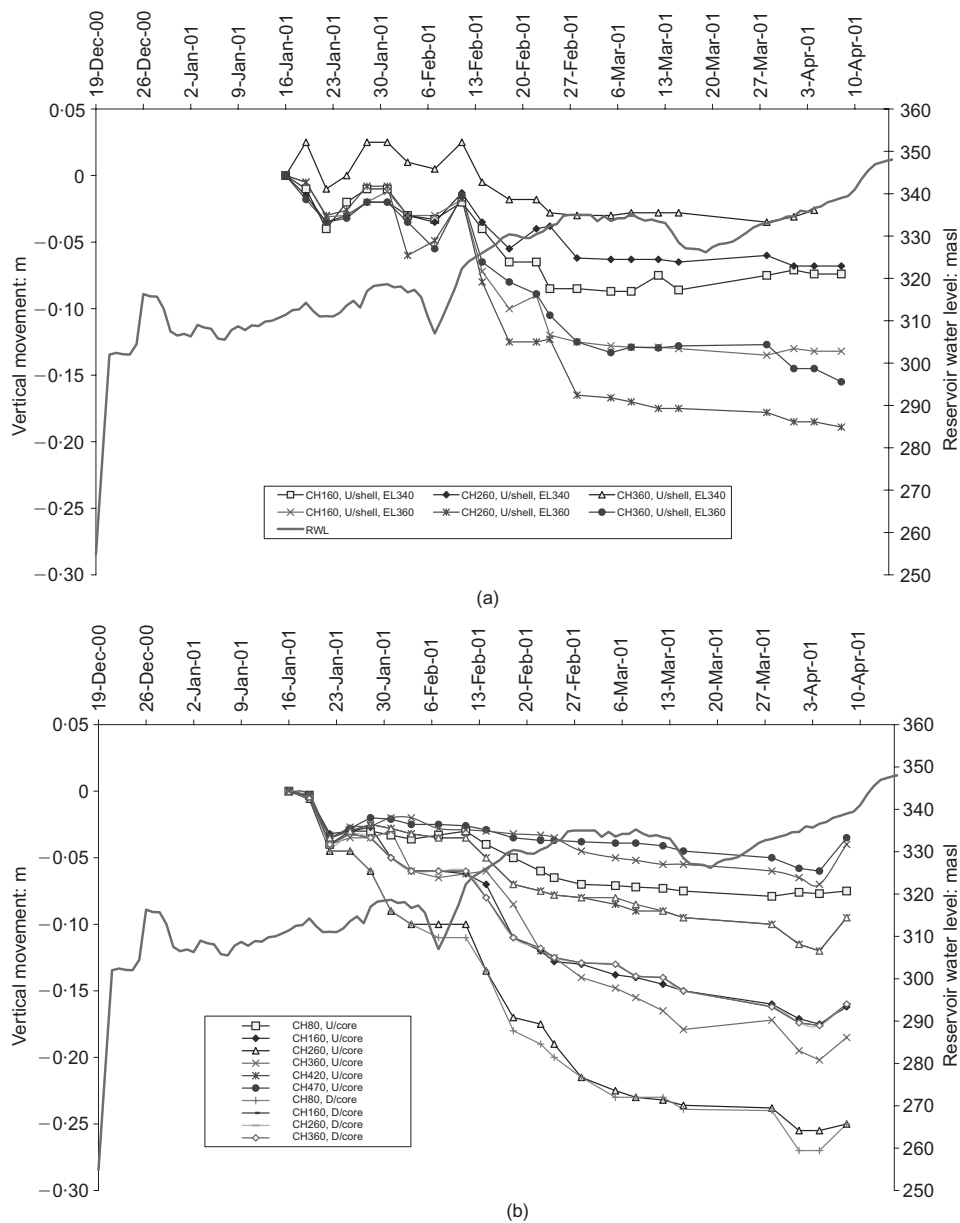 19-Dec-00
26-Dec-00
2-Jan-01
9-Jan-01
16-Jan-01
23-Jan-01
30-Jan-01
6-Feb-01
13-Feb-01
20-Feb-01
27-Feb-01
6-Mar-01
13-Mar-01
20-Mar-01
27-Mar-01
3-Apr-01
10-Apr-01
0·05
0
−0·05
−0·10
−0·15
−0·20
−0·25
−0·30
Vertical movement: m
360
350
340
330
320
310
300
290
280
270
260
250
Reservoir water level: masl
CH160, U/shell, EL340
CH260, U/shell, EL340
CH360, U/shell, EL340
CH160, U/shell, EL360
CH260, U/shell, EL360
CH360, U/shell, EL360
RWL
(a)
19-Dec-00
26-Dec-00
2-Jan-01
9-Jan-01
16-Jan-01
23-Jan-01
30-Jan-01
6-Feb-01
13-Feb-01
20-Feb-01
27-Feb-01
6-Mar-01
13-Mar-01
20-Mar-01
27-Mar-01
3-Apr-01
10-Apr-01
0·05
0
−0·05
−0·10
−0·15
−0·20
−0·25
−0·30
Vertical movement: m
360
350
340
330
320
310
300
290
280
270
260
250
Reservoir water level: masl
CH80, U/core
CH160, U/core
CH260, U/core
CH360, U/core
CH420, U/core
CH470, U/core
CH80, D/core
CH160, D/core
CH260, D/core
CH360, D/core
(b)